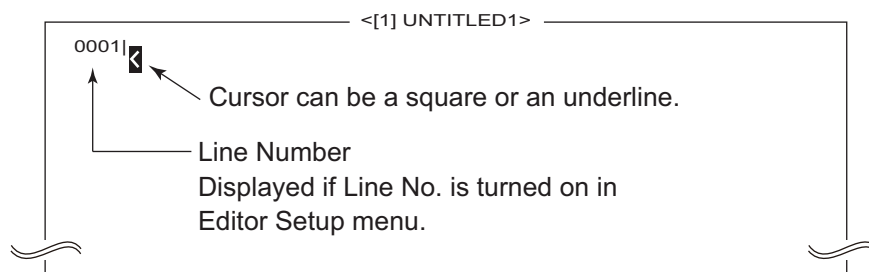 <[1] UNTITLED1>
0001|<
Cursor can be a square or an underline.
Line Number
Displayed if Line No. is turned on in
Editor Setup menu.